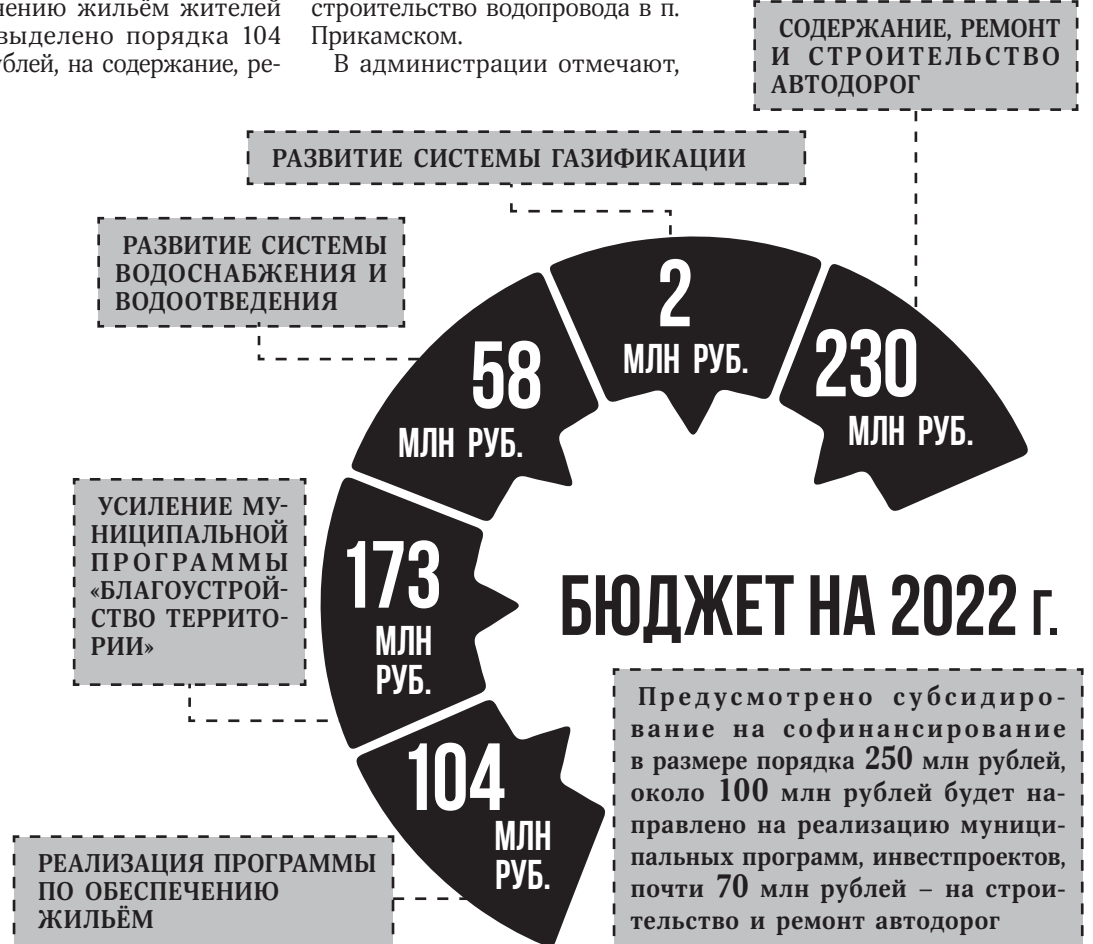 нению жильём жителей
выделено порядка 104
ублей, на содержание, ре-
строительство водопровода в п.
Прикамском.
В администрации отмечают,
СОДЕРЖАНИЕ, РЕМОНТ
И СТРОИТЕЛЬСТВО
АВТОДОРОГ
РАЗВИТИЕ СИСТЕМЫ ГАЗИФИКАЦИИ
РАЗВИТИЕ СИСТЕМЫ
ВОДОСНАБЖЕНИЯ И
ВОДООТВЕДЕНИЯ
2
МЛН РУБ.
230
МЛН РУБ.
58
МЛН РУБ.
УСИЛЕНИЕ МУ-
НИЦИПАЛЬНОЙ
ПРОГРАММЫ
«БЛАГОУСТРОЙ-
СТВО ТЕРРИТО-
РИИ»
173
МЛН
РУБ.
БЮДЖЕТ НА 2022 г.
104
МЛН
РУБ.
РЕАЛИЗАЦИЯ ПРОГРАММЫ
ПО ОБЕСПЕЧЕНИЮ
ЖИЛЬЁМ
Предусмотрено субсидиро-
вание на софинансирование
в размере порядка 250 млн рублей,
около 100 млн рублей будет на-
правлено на реализацию муници-
пальных программ, инвестпроектов,
почти 70 млн рублей – на строи-
тельство и ремонт автодорог